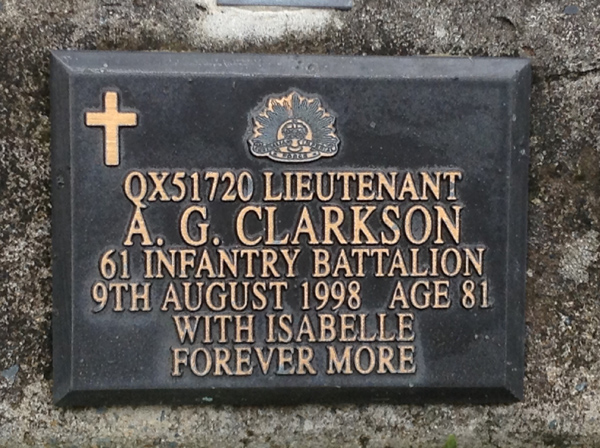 QX51720 LIEUTENANT
A. G. CLARKSON
61 INFANTRY BATTALION
9TH AUGUST 1998 AGE 81
WITH ISABELLE
FOREVER MORE